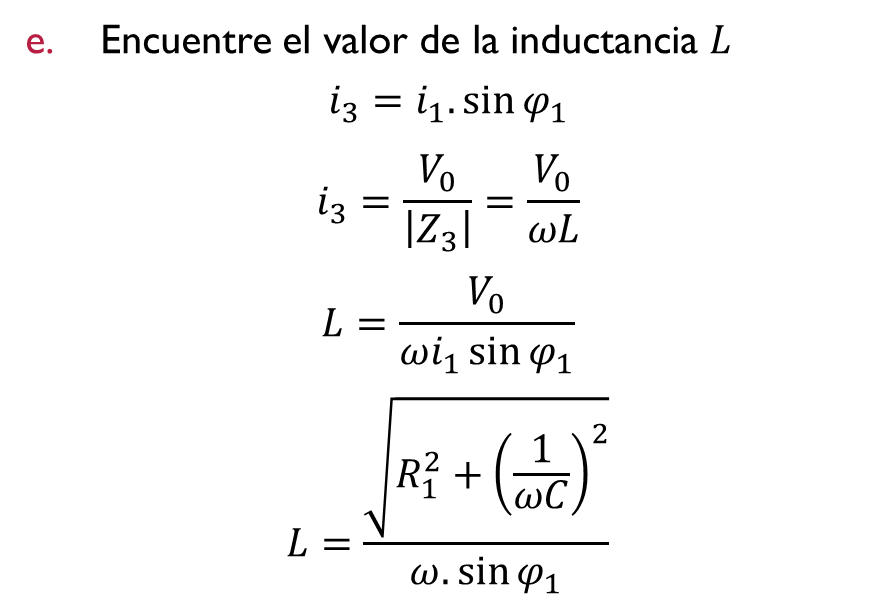 e. Encuentre el valor de la inductancia L
i₃ = i₁. sin φ₁
i₃ = V₀ / |Z₃| = V₀ / ωL
L = V₀ / ωi₁ sin φ₁
L = √(R₁² + (1 / ωC)²) / ω. sin φ₁